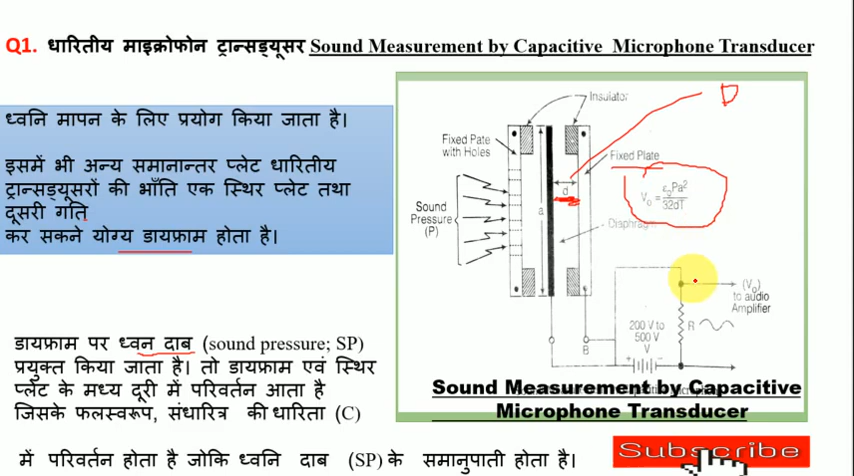 Q1. धारितीय माइक्रोफोन ट्रान्सड्यूसर Sound Measurement by Capacitive Microphone Transducer
ध्वनि मापन के लिए प्रयोग किया जाता है।
इसमें भी अन्य समानान्तर प्लेट धारितीय
ट्रान्सड्यूसरों की भाँति एक स्थिर प्लेट तथा
दूसरी गति
कर सकने योग्य डायफ्राम होता है।
डायफ्राम पर ध्वन दाब (sound pressure; SP)
प्रयुक्त किया जाता है। तो डायफ्राम एवं स्थिर
प्लेट के मध्य दूरी में परिवर्तन आता है
जिसके फलस्वरूप, संधारित्र की धारिता (C)
में परिवर्तन होता है जोकि ध्वनि दाब (SP) के समानुपाती होता है।
Insulator
D
Fixed Pate
with Holes
Fixed Plate
d
a
Sound
Pressure
(P)
Diaphrag
(V₀)
to audio
Amplifier
200 V to
500 V
V
R
B
+ −
Sound Measurement by Capacitive
Microphone Transducer
Subscribe